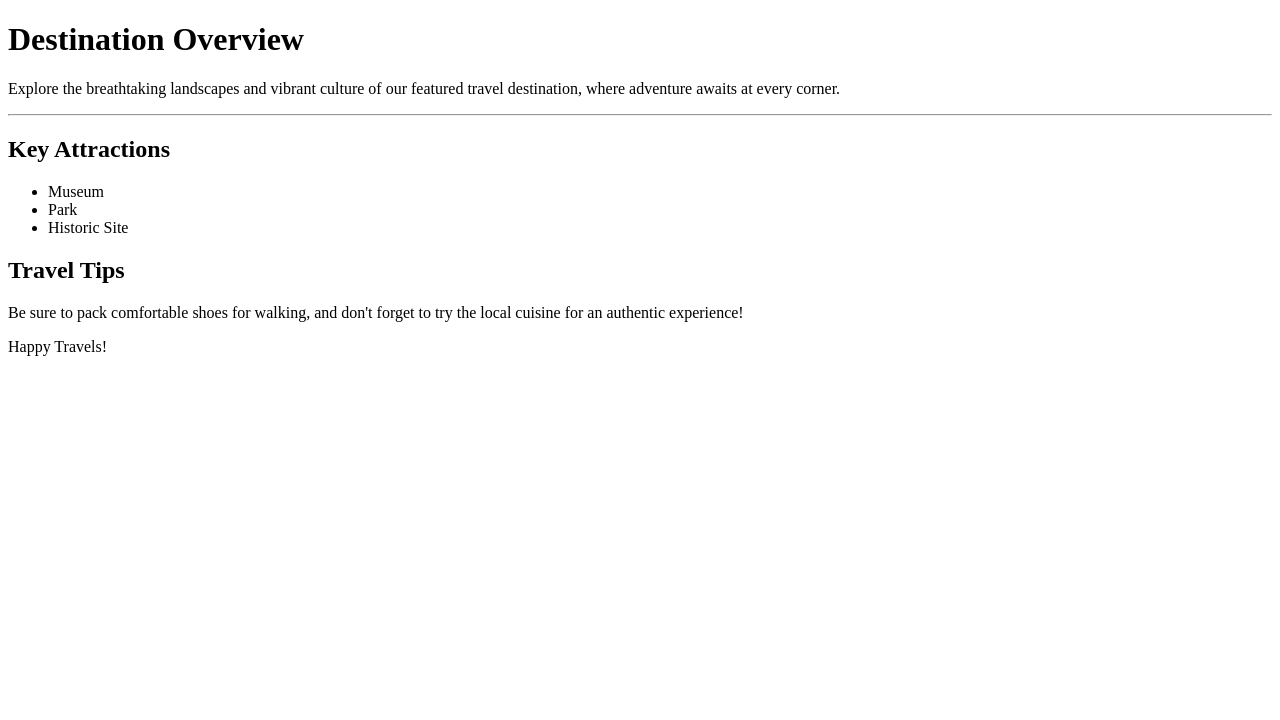 Destination Overview
Explore the breathtaking landscapes and vibrant culture of our featured travel destination, where adventure awaits at every corner.
Key Attractions
Museum
Park
Historic Site
Travel Tips
Be sure to pack comfortable shoes for walking, and don't forget to try the local cuisine for an authentic experience!
Happy Travels!